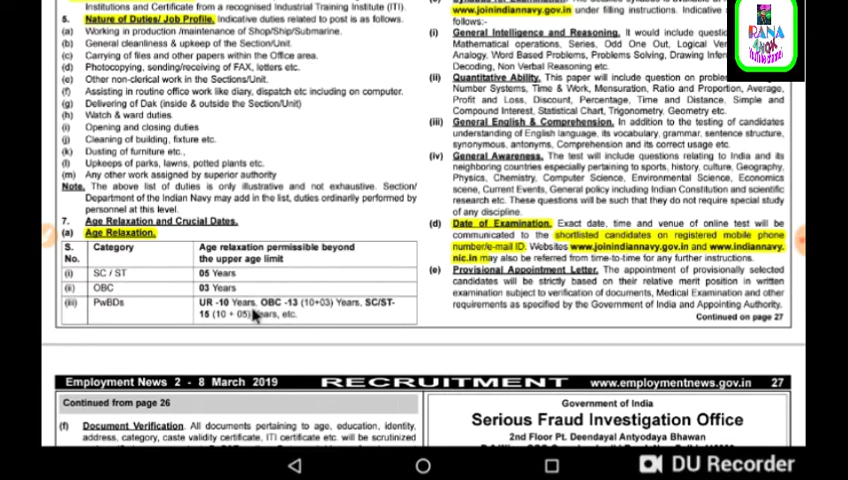 Institutions and Certificate from a recognised Industrial Training Institute (ITI).
5. Nature of Duties/ Job Profile. Indicative duties related to post is as follows.
(a) Working in production /maintenance of Shop/Ship/Submarine.
(b) General cleanliness & upkeep of the Section/Unit.
(c) Carrying of files and other papers within the Office area.
(d) Photocopying, sending/receiving of FAX, letters etc.
(e) Other non-clerical work in the Sections/Unit.
(f) Assisting in routine office work like diary, dispatch etc including on computer.
(g) Delivering of Dak (inside & outside the Section/Unit)
(h) Watch & ward duties
(i) Opening and closing duties
(j) Cleaning of building, fixture etc.
(k) Dusting of furniture etc.,
(l) Upkeeps of parks, lawns, potted plants etc.
(m) Any other work assigned by superior authority
Note. The above list of duties is only illustrative and not exhaustive. Section/
Department of the Indian Navy may add in the list, duties ordinarily performed by
personnel at this level.
7. Age Relaxation and Crucial Dates.
(a) Age Relaxation.
S. No. Category Age relaxation permissible beyond the upper age limit
(i) SC / ST 05 Years
(ii) OBC 03 Years
(iii) PwBDs UR -10 Years, OBC -13 (10+03) Years, SC/ST-
15 (10 + 05) Years, etc.
www.joinindiannavy.gov.in under filling instructions. Indicative
follows:-
(i) General Intelligence and Reasoning. It would include
Mathematical operations, Series, Odd One Out, Logical
Analogy, Word Based Problems, Problems Solving, Drawing
Decoding, Non Verbal Reasoning etc.
(ii) Quantitative Ability. This paper will include question on
Number Systems, Time & Work, Mensuration, Ratio and Proportion, Average,
Profit and Loss, Discount, Percentage, Time and Distance, Simple and
Compound Interest, Statistical Chart, Trigonometry, Geometry etc.
(iii) General English & Comprehension. In addition to the testing of candidates
understanding of English language, its vocabulary, grammar, sentence structure,
synonymous, antonyms, Comprehension and its correct usage etc.
(iv) General Awareness. The test will include questions relating to India and its
neighboring countries especially pertaining to sports, history, culture, Geography,
Physics, Chemistry, Computer Science, Environmental Science, Economics
scene, Current Events, General policy including Indian Constitution and scientific
research etc. These questions will be such that they do not require special study
of any discipline.
(d) Date of Examination. Exact date, time and venue of online test will be
communicated to the shortlisted candidates on registered mobile phone
number/e-mail ID. Websites www.joinindiannavy.gov.in and www.indiannavy.
nic.in may also be referred from time-to-time for any further instructions.
(e) Provisional Appointment Letter. The appointment of provisionally selected
candidates will be strictly based on their relative merit position in written
examination subject to verification of documents, Medical Examination and other
requirements as specified by the Government of India and Appointing Authority.
Continued on page 27
RANA
Employment News 2 - 8 March 2019 RECRUITMENT www.employmentnews.gov.in 27
Continued from page 26
(f) Document Verification. All documents pertaining to age, education, identity,
address, category, caste validity certificate, ITI certificate etc. will be scrutinized
Government of India
Serious Fraud Investigation Office
2nd Floor Pt. Deendayal Antyodaya Bhawan
DU Recorder